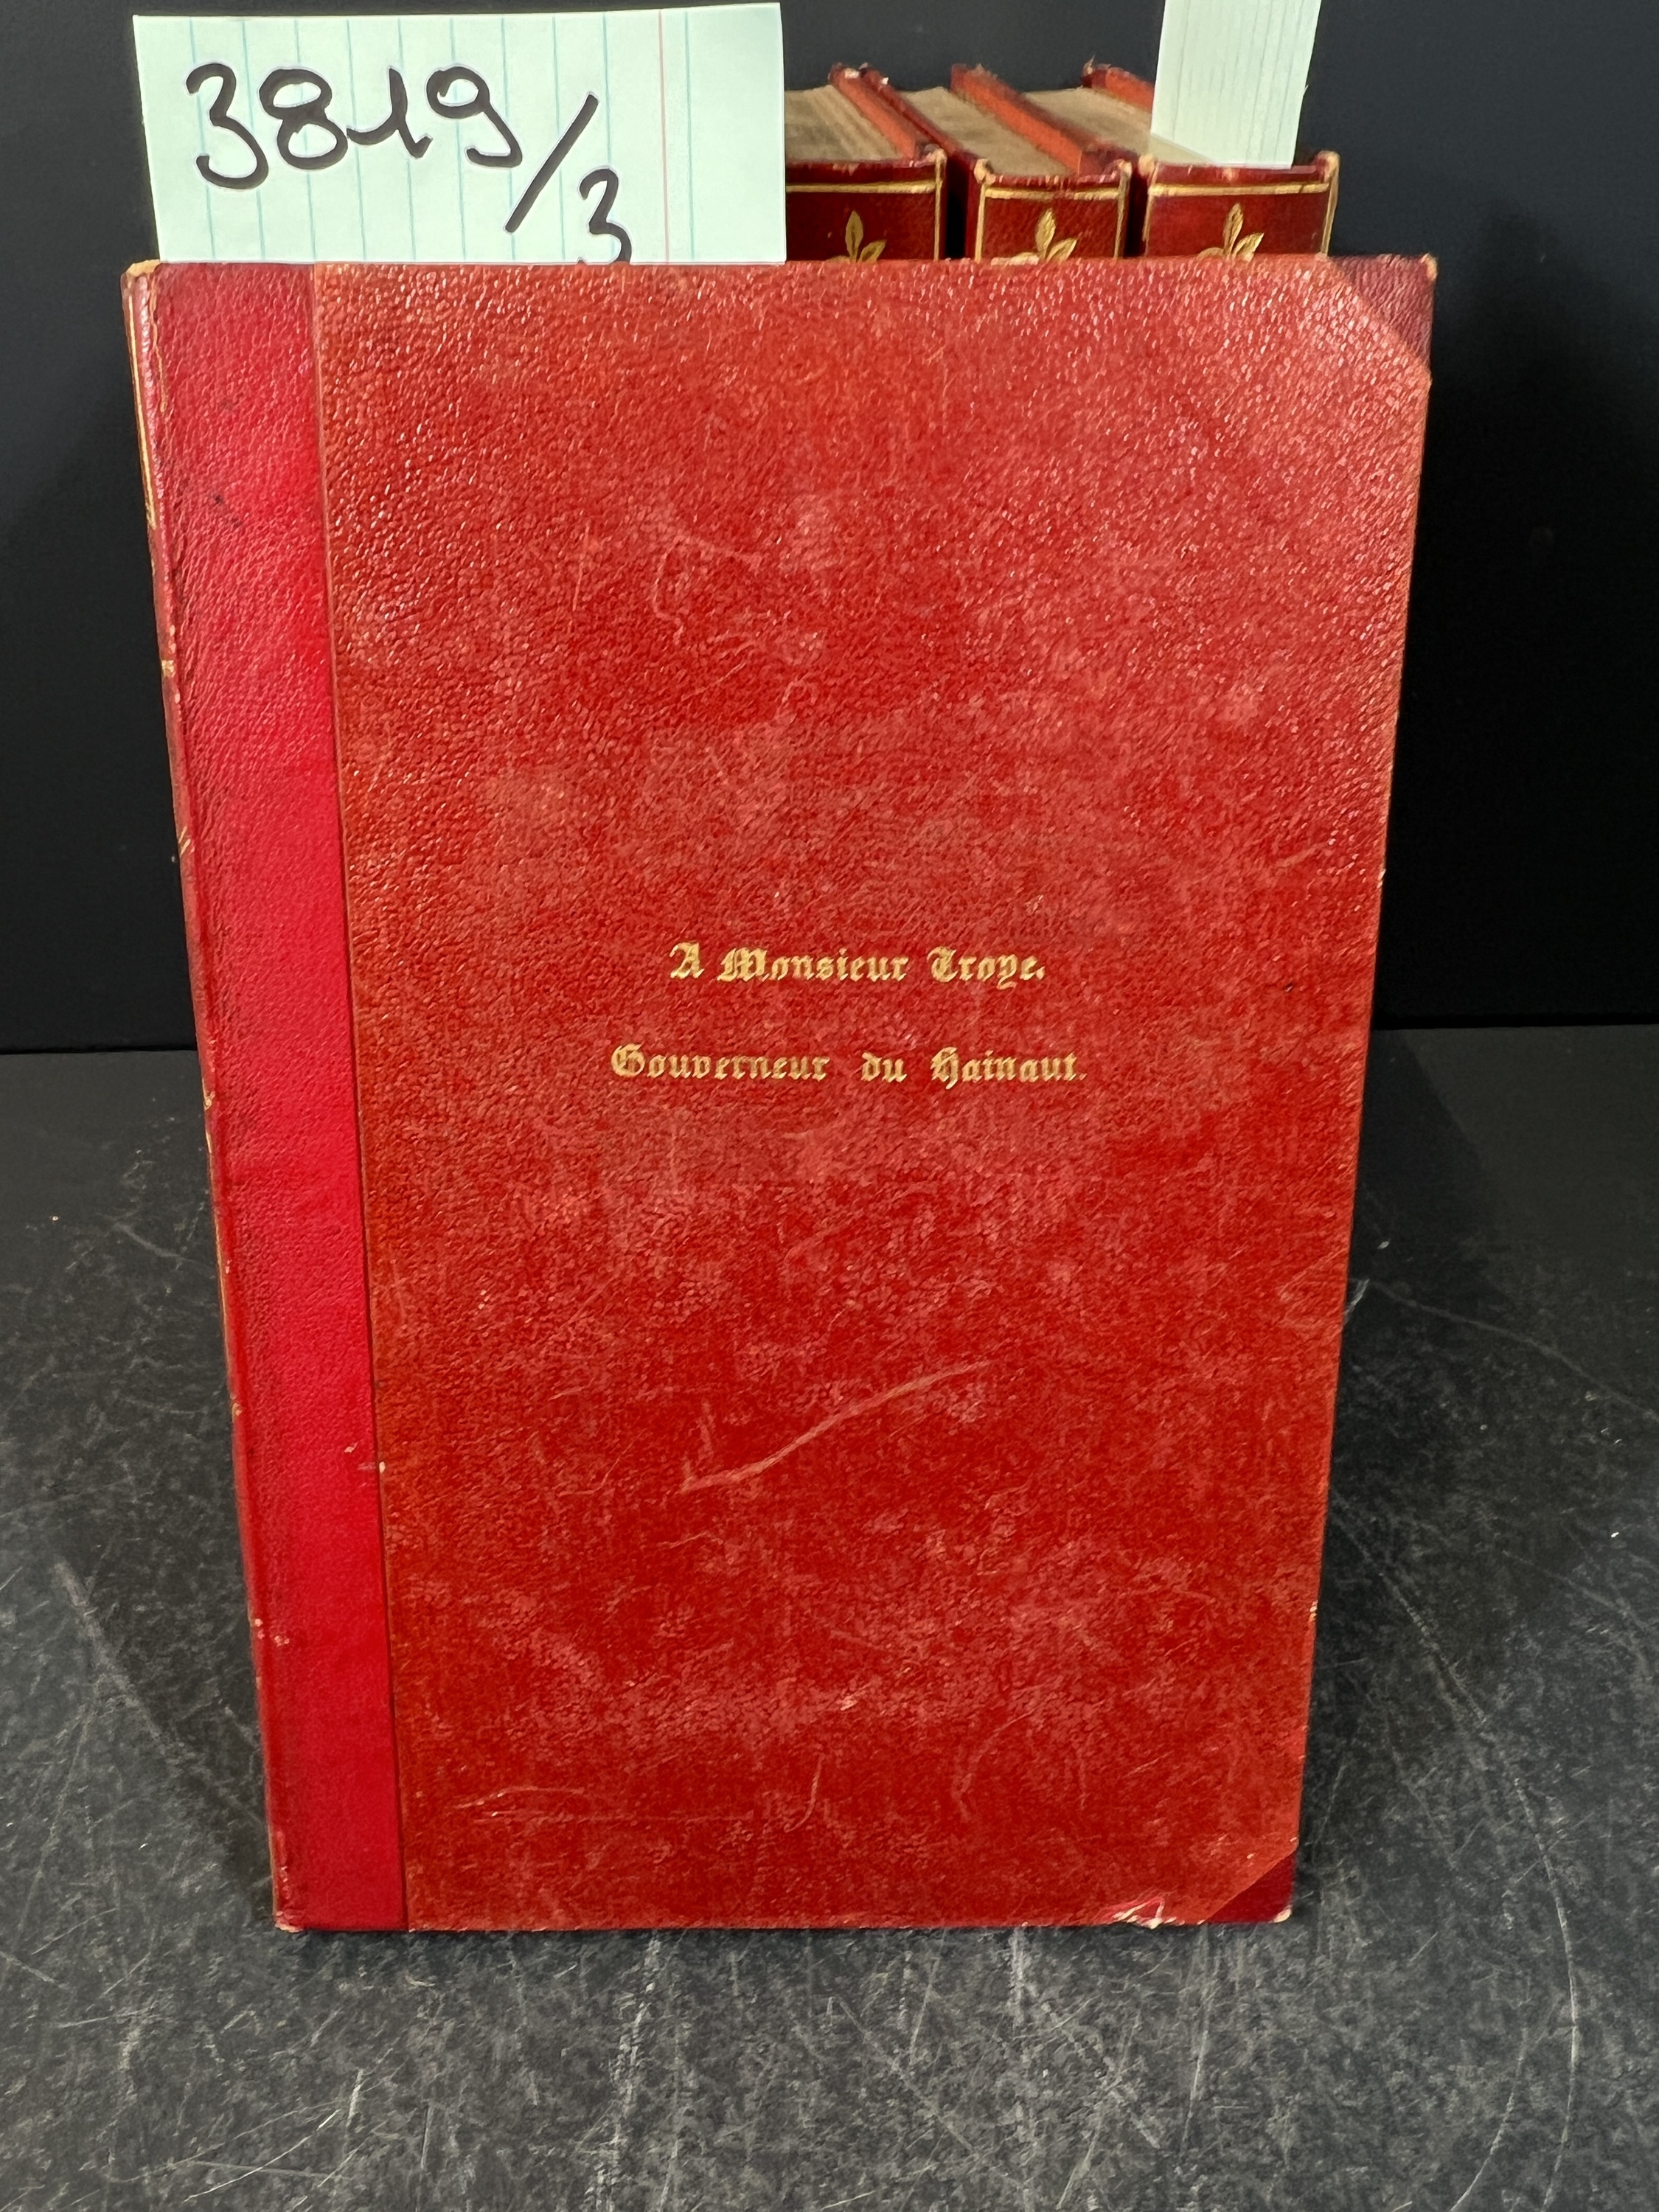 3819/3
A Monsieur Troye.
Gouverneur du Hainaut.